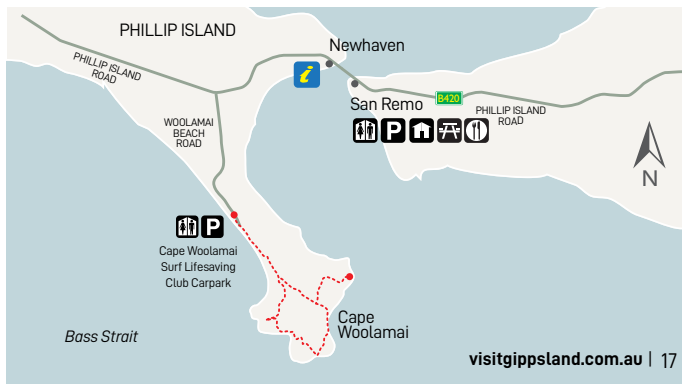 PHILLIP ISLAND
Newhaven
PHILLIP ISLAND
ROAD
i
San Remo
B420
PHILLIP ISLAND
ROAD
WOOLAMAI
BEACH
ROAD
P
N
P
Cape Woolamai
Surf Lifesaving
Club Carpark
Cape
Woolamai
Bass Strait
visitgippsland.com.au | 17